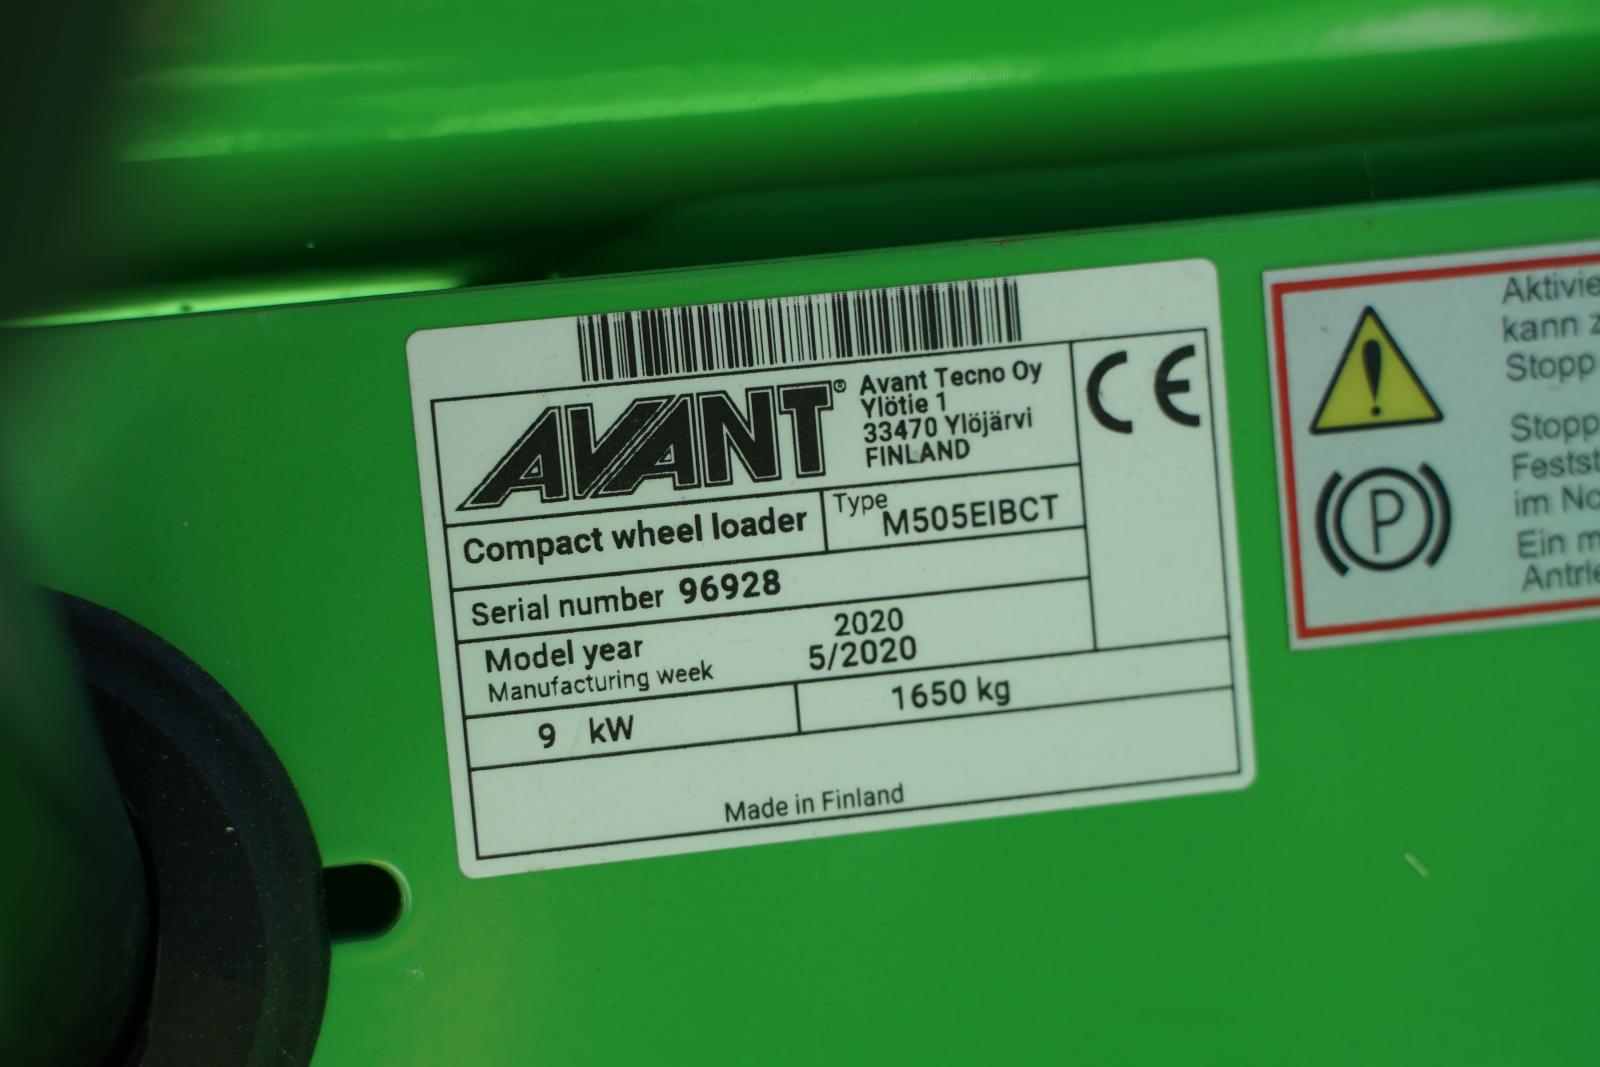 AVANT®
Avant Tecno Oy
Ylötie 1
33470 Ylöjärvi
FINLAND
CE
Compact wheel loader
Type M505EIBCT
Serial number 96928
Model year 2020
Manufacturing week 5/2020
9 kW
1650 kg
Made in Finland
Aktivie
kann z
Stopp
P
Stopp
Festst
im No
Ein m
Antrie